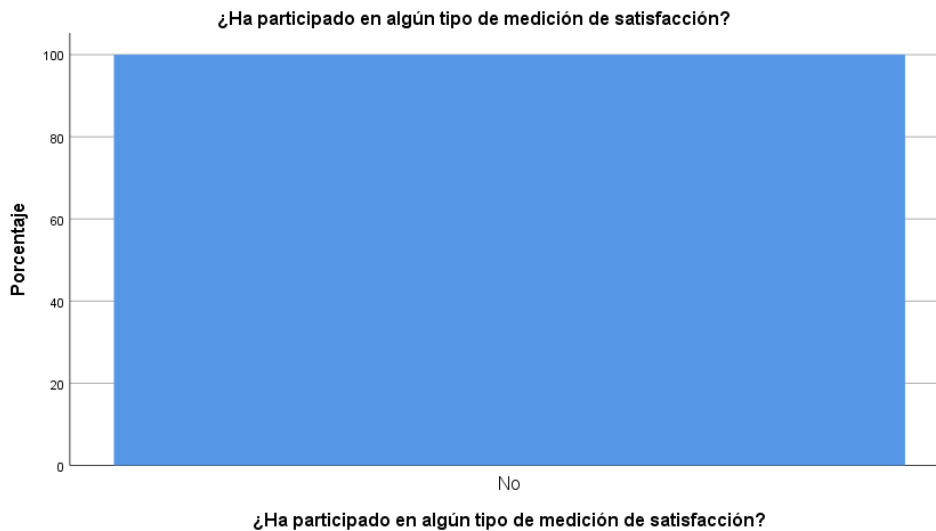 ¿Ha participado en algún tipo de medición de satisfacción?
100
80
60
40
20
0
Porcentaje
No
¿Ha participado en algún tipo de medición de satisfacción?